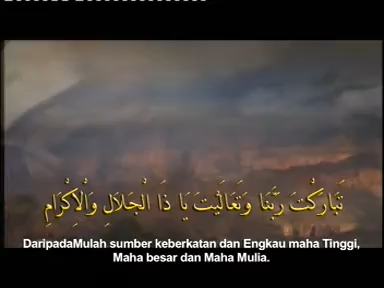 تَبَارَكْتَ رَبَّنَا وَتَعَالَيْتَ يَا ذَا الْجَلَالِ وَالْاِكْرَامِ
DaripadaMulah sumber keberkatan dan Engkau maha Tinggi,
Maha besar dan Maha Mulia.